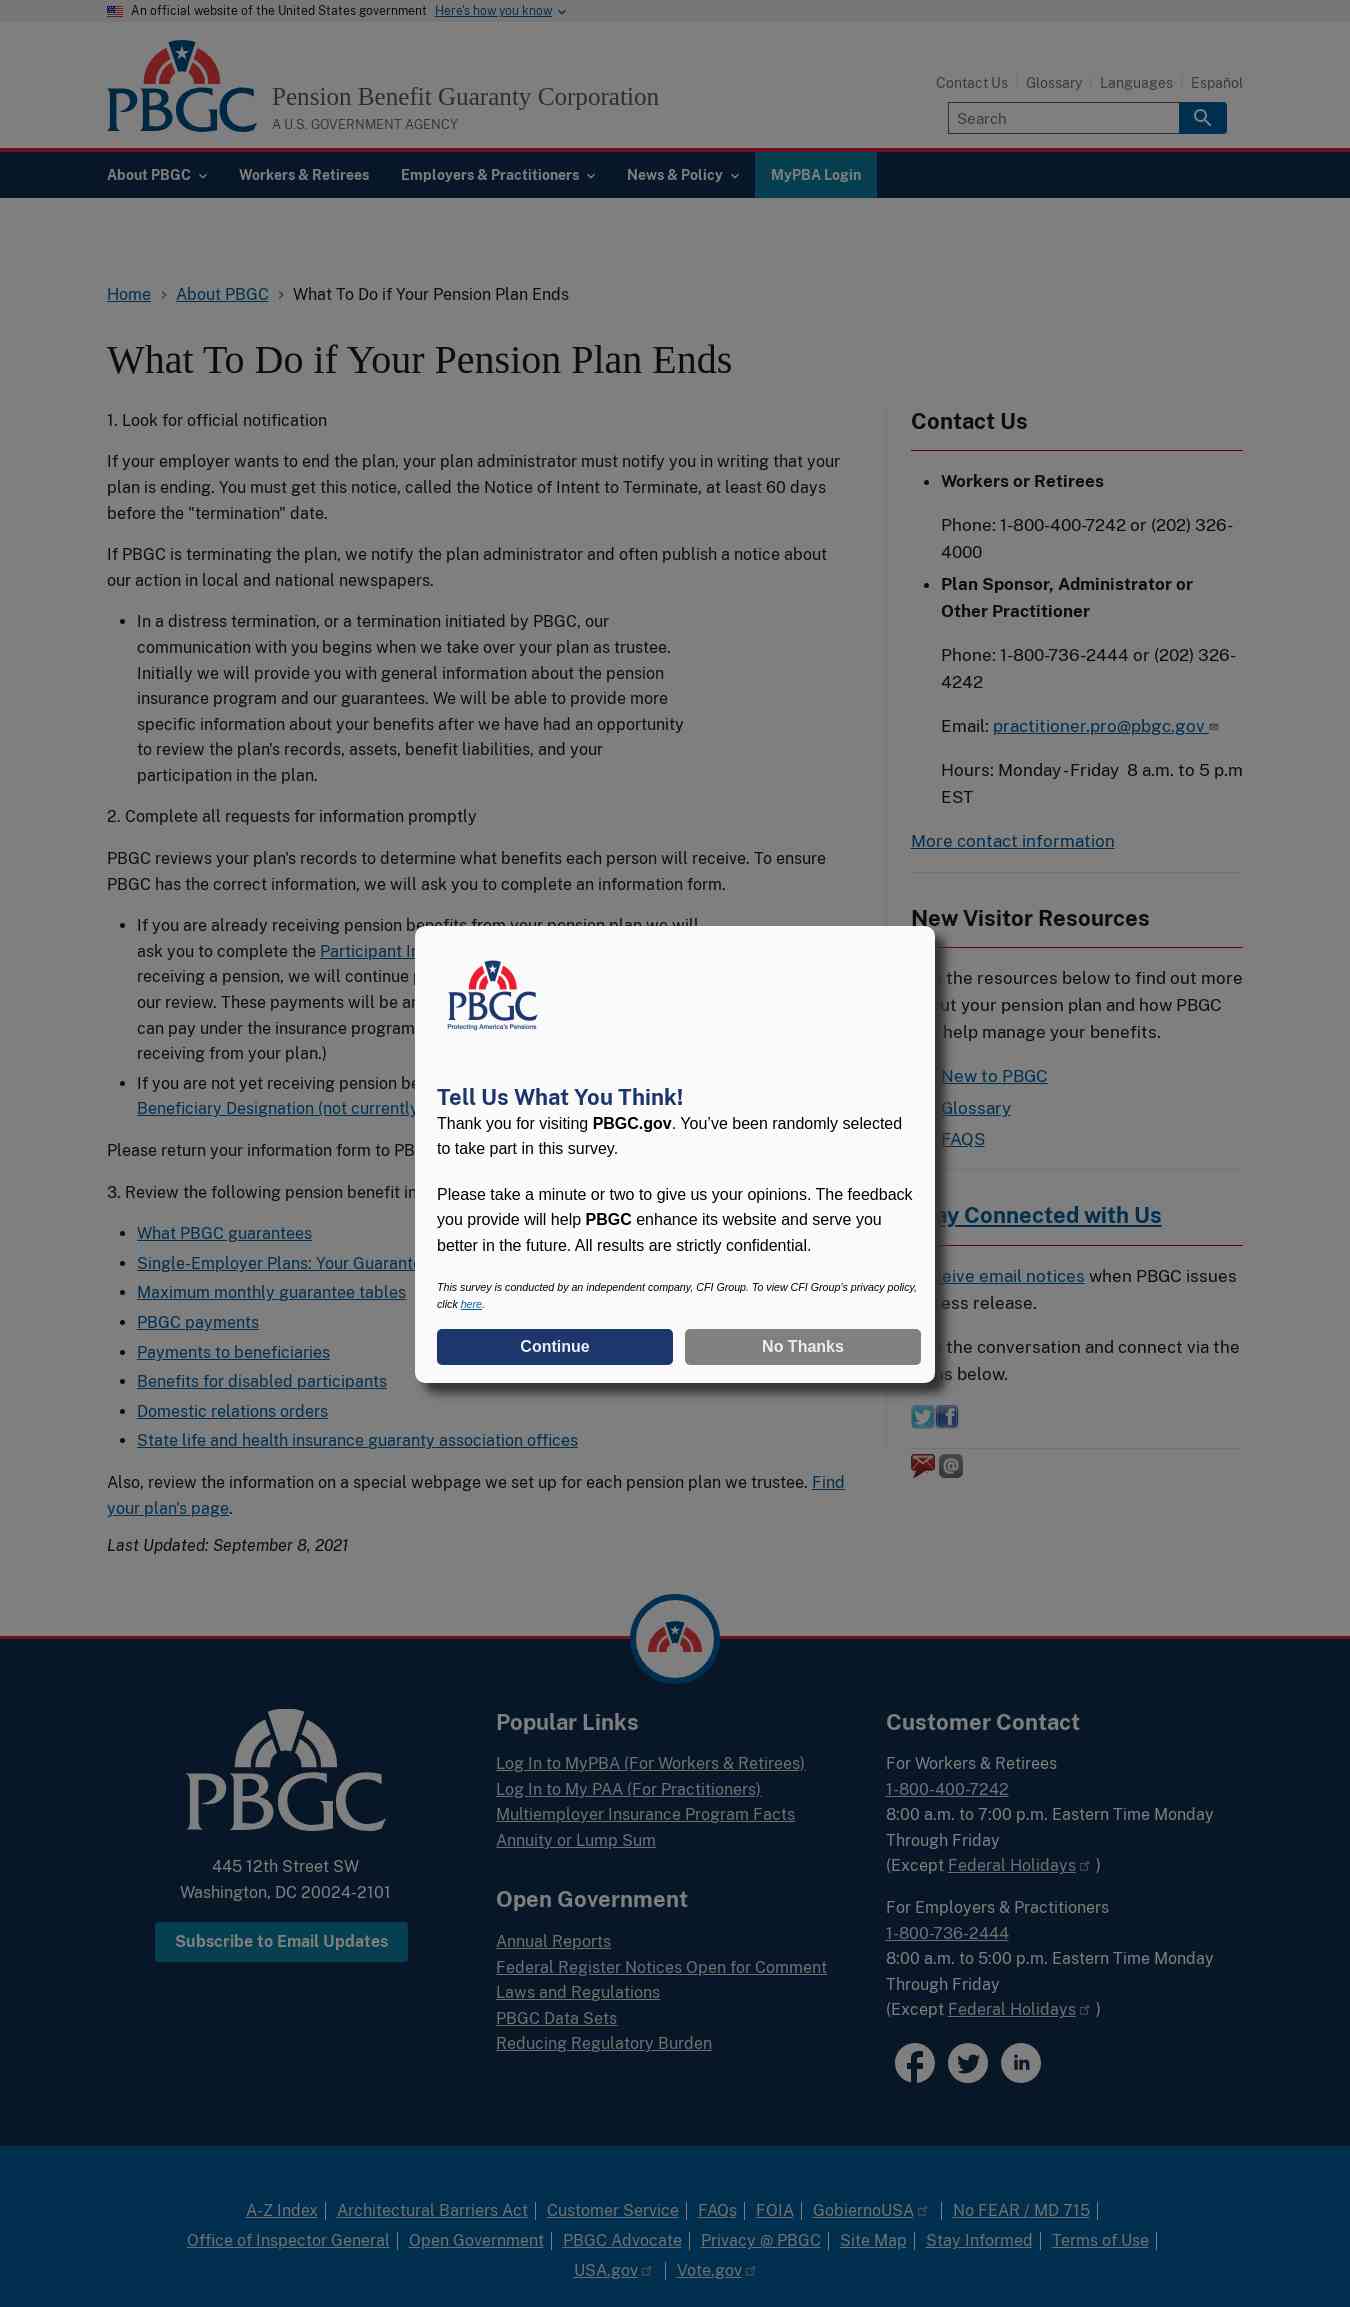 An official website of the United States government Here's how you know
PBGC
Pension Benefit Guaranty Corporation
A U.S. GOVERNMENT AGENCY
Contact Us Glossary Languages Español
Search
About PBGC Workers & Retirees Employers & Practitioners News & Policy MyPBA Login
Home About PBGC What To Do if Your Pension Plan Ends
What To Do if Your Pension Plan Ends
1. Look for official notification
If your employer wants to end the plan, your plan administrator must notify you in writing that your
plan is ending. You must get this notice, called the Notice of Intent to Terminate, at least 60 days
before the "termination" date.
If PBGC is terminating the plan, we notify the plan administrator and often publish a notice about
our action in local and national newspapers.
In a distress termination, or a termination initiated by PBGC, our
communication with you begins when we take over your plan as trustee.
Initially we will provide you with general information about the pension
insurance program and our guarantees. We will be able to provide more
specific information about your benefits after we have had an opportunity
to review the plan's records, assets, benefit liabilities, and your
participation in the plan.
2. Complete all requests for information promptly
PBGC reviews your plan's records to determine what benefits each person will receive. To ensure
PBGC has the correct information, we will ask you to complete an information form.
If you are already receiving pension benefits from your pension plan we will
ask you to complete the Participant
receiving a pension, we will continue
our review. These payments will be
can pay under the insurance program
receiving from your plan.)
If you are not yet receiving pension
Beneficiary Designation (not currently
Please return your information form to
3. Review the following pension benefit
What PBGC guarantees
Single-Employer Plans: Your
Maximum monthly guarantee tables
PBGC payments
Payments to beneficiaries
Benefits for disabled participants
Domestic relations orders
State life and health insurance guaranty association offices
Also, review the information on a special webpage we set up for each pension plan we trustee. Find
your plan's page.
Last Updated: September 8, 2021
Contact Us
Workers or Retirees
Phone: 1-800-400-7242 or (202) 326-
4000
Plan Sponsor, Administrator or
Other Practitioner
Phone: 1-800-736-2444 or (202) 326-
4242
Email: practitioner.pro@pbgc.gov
Hours: Monday-Friday 8 a.m. to 5 p.m
EST
More contact information
New Visitor Resources
the resources below to find out more
your pension plan and how PBGC
help manage your benefits.
New to PBGC
Glossary
FAQS
Connected with Us
email notices when PBGC issues
release.
the conversation and connect via the
below.
PBGC
Protecting America's Pensions
Tell Us What You Think!
Thank you for visiting PBGC.gov. You've been randomly selected
to take part in this survey.
Please take a minute or two to give us your opinions. The feedback
you provide will help PBGC enhance its website and serve you
better in the future. All results are strictly confidential.
This survey is conducted by an independent company, CFI Group. To view CFI Group's privacy policy,
click here.
Continue No Thanks
PBGC
445 12th Street SW
Washington, DC 20024-2101
Subscribe to Email Updates
Popular Links
Log In to MyPBA (For Workers & Retirees)
Log In to My PAA (For Practitioners)
Multiemployer Insurance Program Facts
Annuity or Lump Sum
Open Government
Annual Reports
Federal Register Notices Open for Comment
Laws and Regulations
PBGC Data Sets
Reducing Regulatory Burden
Customer Contact
For Workers & Retirees
1-800-400-7242
8:00 a.m. to 7:00 p.m. Eastern Time Monday
Through Friday
(Except Federal Holidays )
For Employers & Practitioners
1-800-736-2444
8:00 a.m. to 5:00 p.m. Eastern Time Monday
Through Friday
(Except Federal Holidays )
A-Z Index Architectural Barriers Act Customer Service FAQs FOIA GobiernoUSA No FEAR / MD 715
Office of Inspector General Open Government PBGC Advocate Privacy @ PBGC Site Map Stay Informed Terms of Use
USA.gov Vote.gov